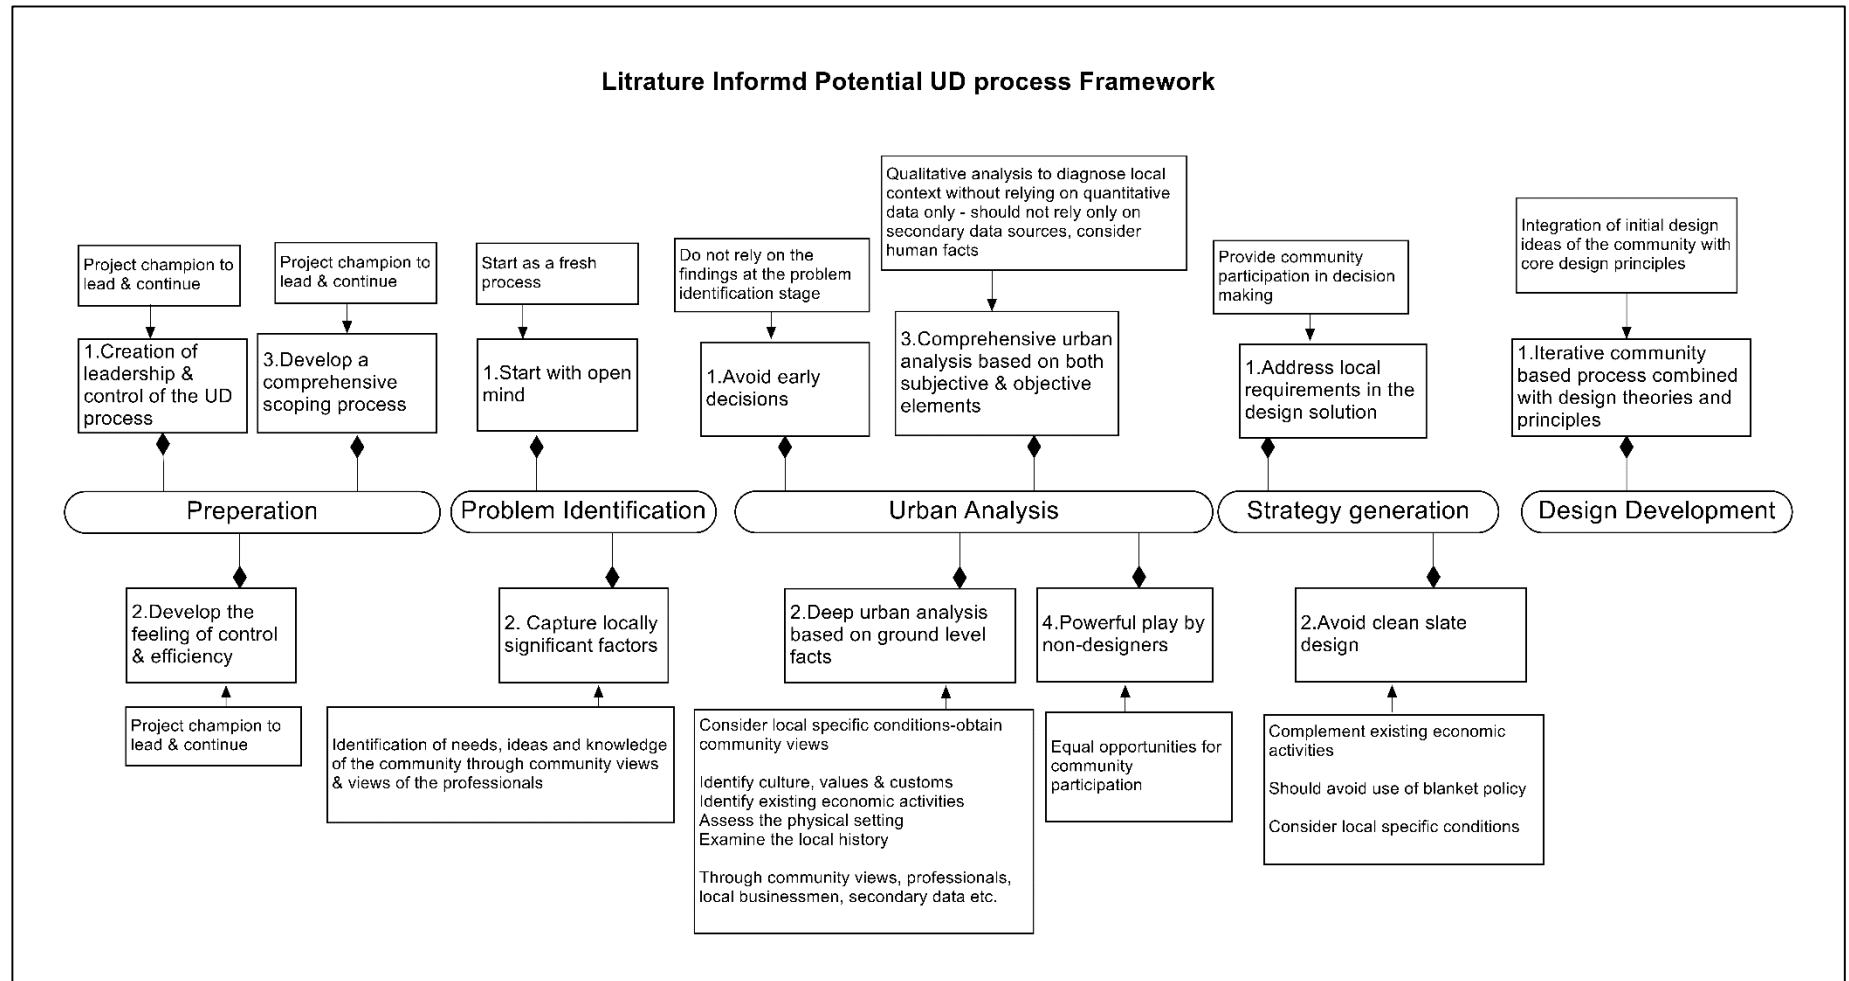 Litrature Informd Potential UD process Framework
Project champion to
lead & continue
Project champion to
lead & continue
Start as a fresh
process
Do not rely on the
findings at the problem
identification stage
Qualitative analysis to diagnose local
context without relying on quantitative
data only - should not rely only on
secondary data sources, consider
human facts
Provide community
participation in decision
making
Integration of initial design
ideas of the community with
core design principles
1.Creation of
leadership &
control of the UD
process
3.Develop a
comprehensive
scoping process
1.Start with open
mind
1.Avoid early
decisions
3.Comprehensive urban
analysis based on both
subjective & objective
elements
1.Address local
requirements in the
design solution
1.Iterative community
based process combined
with design theories and
principles
Preperation
Problem Identification
Urban Analysis
Strategy generation
Design Development
2.Develop the
feeling of control
& efficiency
2. Capture locally
significant factors
2.Deep urban analysis
based on ground level
facts
4.Powerful play by
non-designers
2.Avoid clean slate
design
Project champion to
lead & continue
Identification of needs, ideas and knowledge
of the community through community views
& views of the professionals
Consider local specific conditions-obtain
community views
Identify culture, values & customs
Identify existing economic activities
Assess the physical setting
Examine the local history
Through community views, professionals,
local businessmen, secondary data etc.
Equal opportunities for
community
participation
Complement existing economic
activities
Should avoid use of blanket policy
Consider local specific conditions